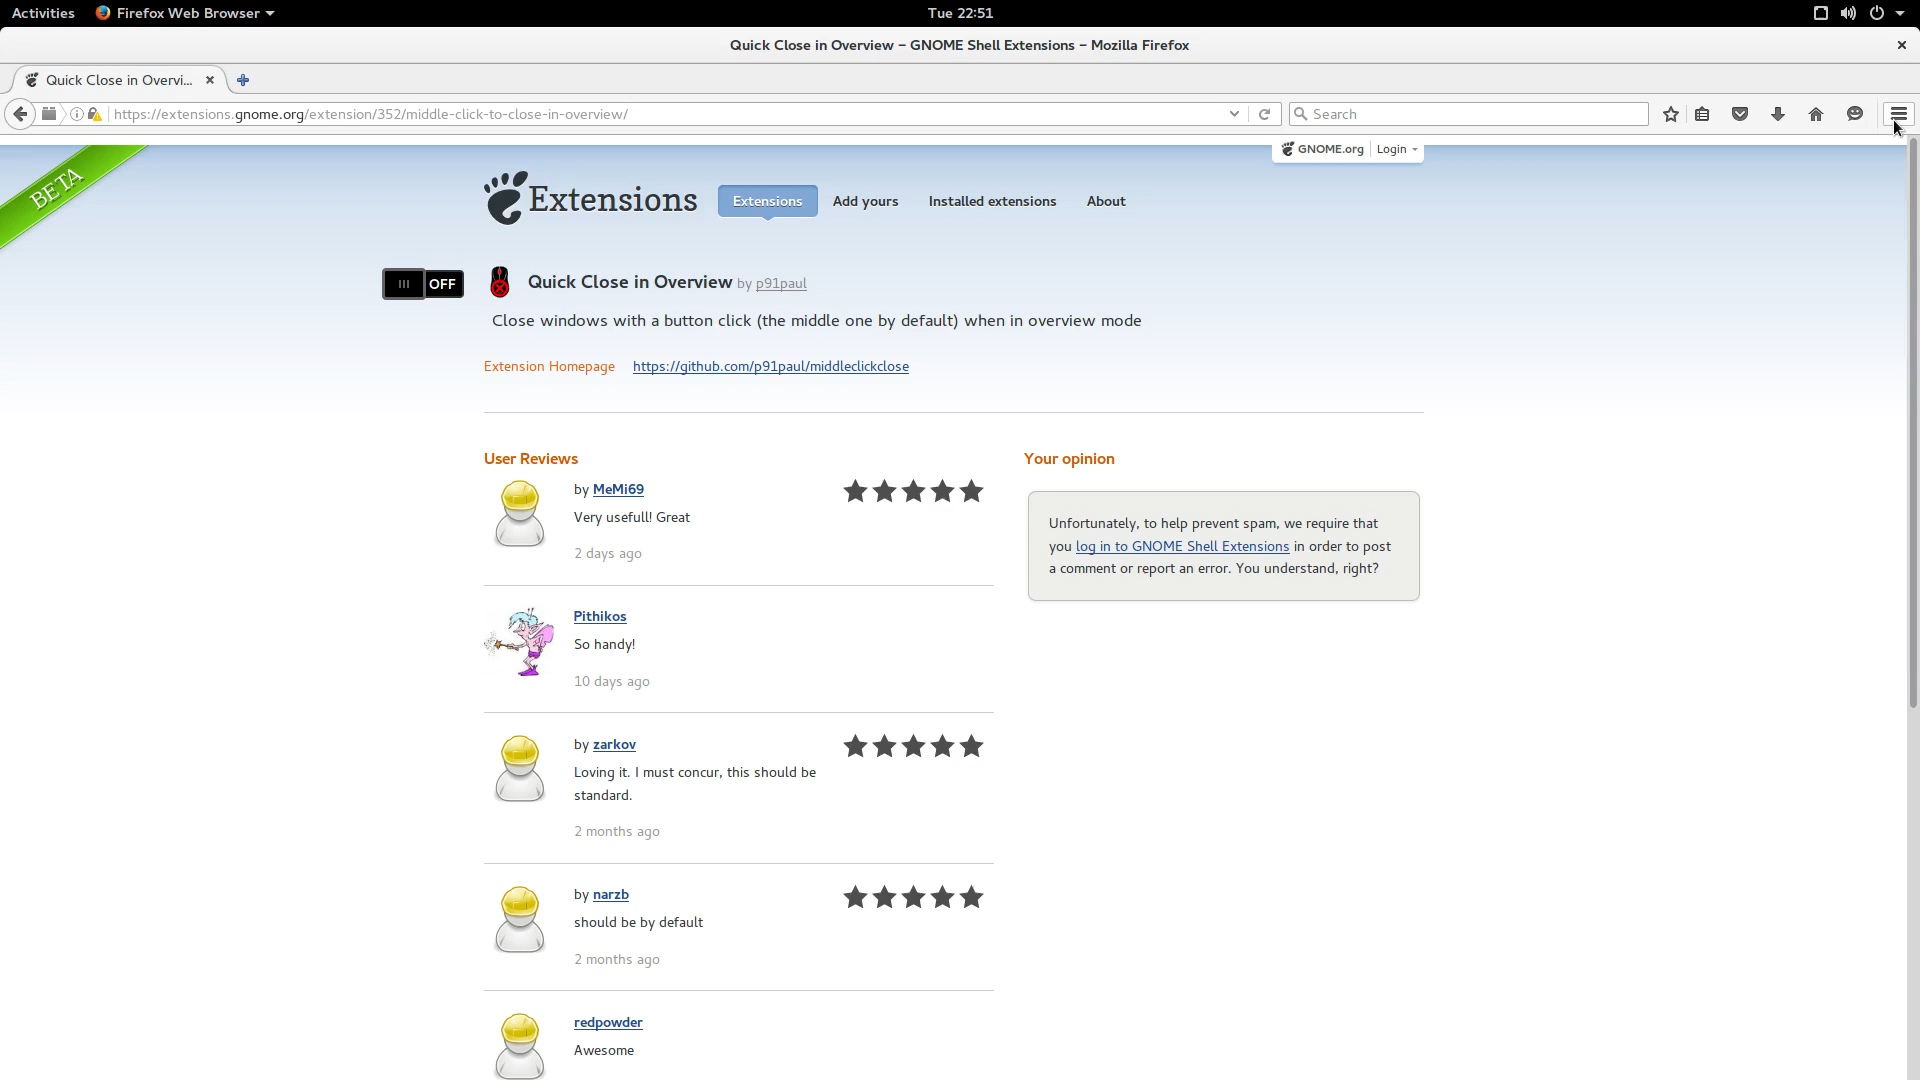 Activities Firefox Web Browser Tue 22:51
Quick Close in Overview – GNOME Shell Extensions – Mozilla Firefox
Quick Close in Overvi...
https://extensions.gnome.org/extension/352/middle-click-to-close-in-overview/ Search
GNOME.org Login
BETA
Extensions Extensions Add yours Installed extensions About
OFF Quick Close in Overview by p91paul
Close windows with a button click (the middle one by default) when in overview mode
Extension Homepage https://github.com/p91paul/middleclickclose
User Reviews
by MeMi69
Very usefull! Great
2 days ago
Pithikos
So handy!
10 days ago
by zarkov
Loving it. I must concur, this should be
standard.
2 months ago
by narzb
should be by default
2 months ago
redpowder
Awesome
Your opinion
Unfortunately, to help prevent spam, we require that
you log in to GNOME Shell Extensions in order to post
a comment or report an error. You understand, right?